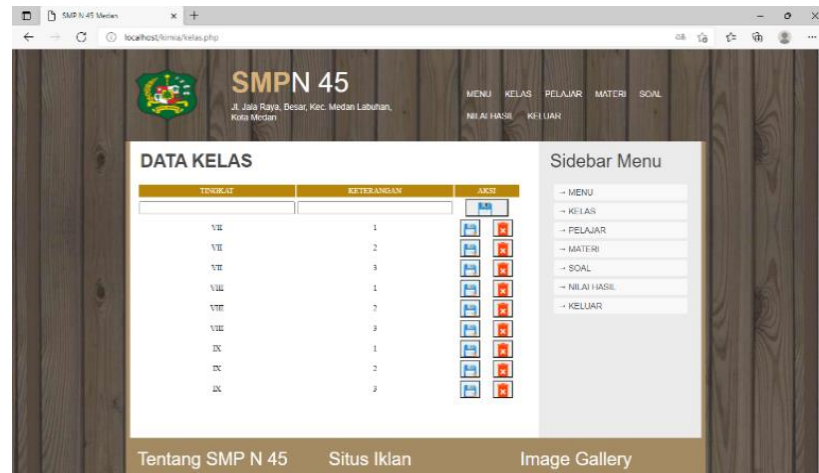 SMP N 45 Medan
localhost/kimia/kelas.php
SMPN 45
Jl. Jala Raya, Besar, Kec. Medan Labuhan,
Kota Medan
MENU KELAS PELAJAR MATERI SOAL
NILAI HASIL KELUAR
DATA KELAS
TINGKAT KETERANGAN AKSI
VII 1
VII 2
VII 3
VIII 1
VIII 2
VIII 3
IX 1
IX 2
IX 3
Sidebar Menu
→ MENU
→ KELAS
→ PELAJAR
→ MATERI
→ SOAL
→ NILAI HASIL
→ KELUAR
Tentang SMP N 45 Situs Iklan Image Gallery